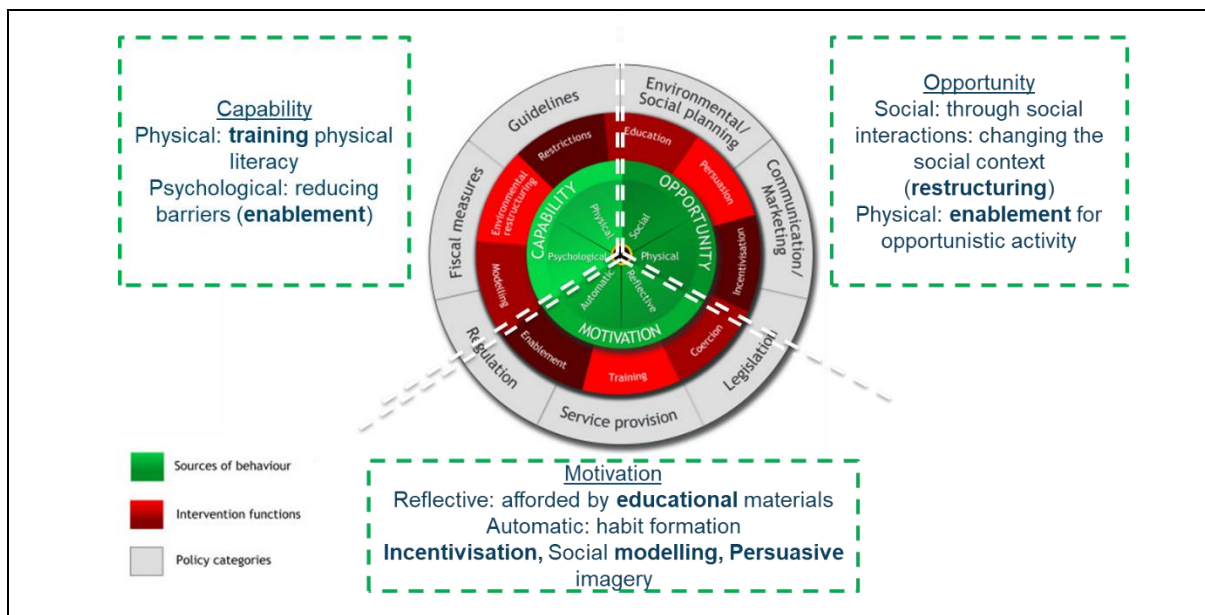 Capability
Physical: training physical
literacy
Psychological: reducing
barriers (enablement)
Opportunity
Social: through social
interactions: changing the
social context
(restructuring)
Physical: enablement for
opportunistic activity
Guidelines
Environmental/
Social planning
Communication/
Marketing
Legislation
Service provision
Regulation
Fiscal measures
Restrictions
Education
Persuasion
Incentivisation
Coercion
Training
Enablement
Modelling
Environmental
restructuring
CAPABILITY
OPPORTUNITY
MOTIVATION
Physical
Social
Psychological
Physical
Automatic
Reflective
Sources of behaviour
Intervention functions
Policy categories
Motivation
Reflective: afforded by educational materials
Automatic: habit formation
Incentivisation, Social modelling, Persuasive
imagery